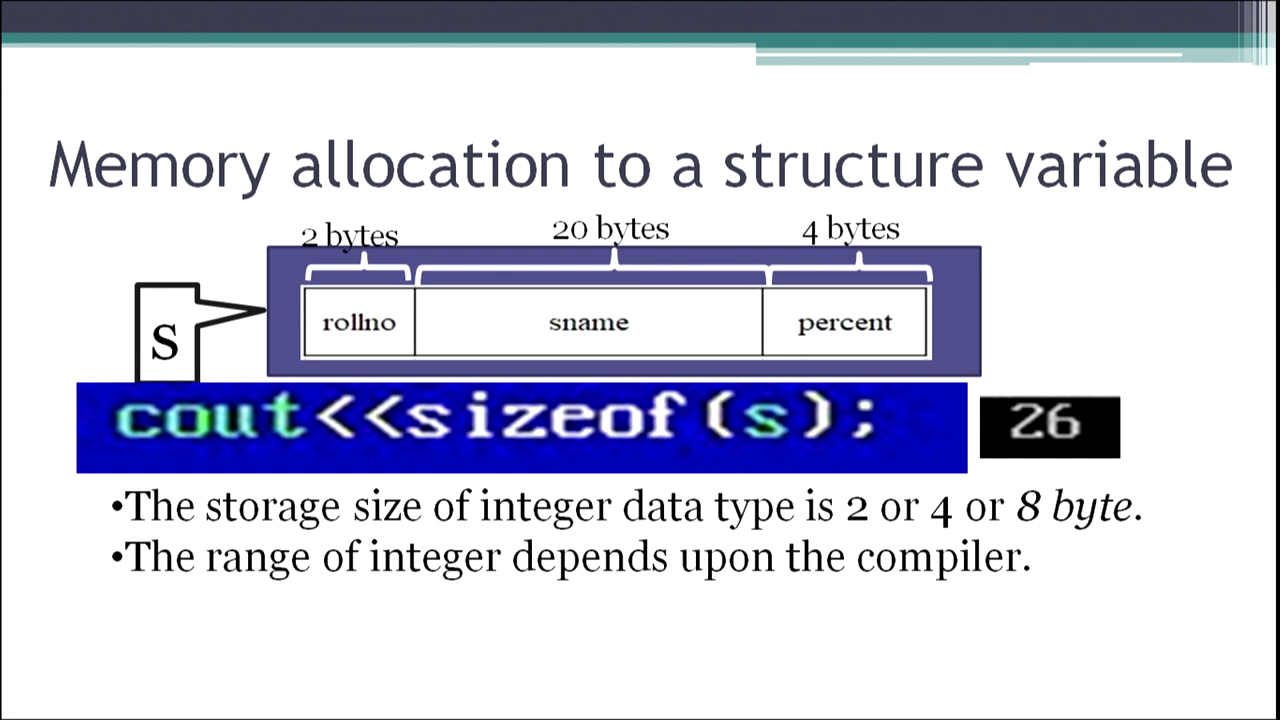 Memory allocation to a structure variable
2 bytes 20 bytes 4 bytes
rollno sname percent
s
cout<<sizeof(s);
26
•The storage size of integer data type is 2 or 4 or 8 byte.
•The range of integer depends upon the compiler.